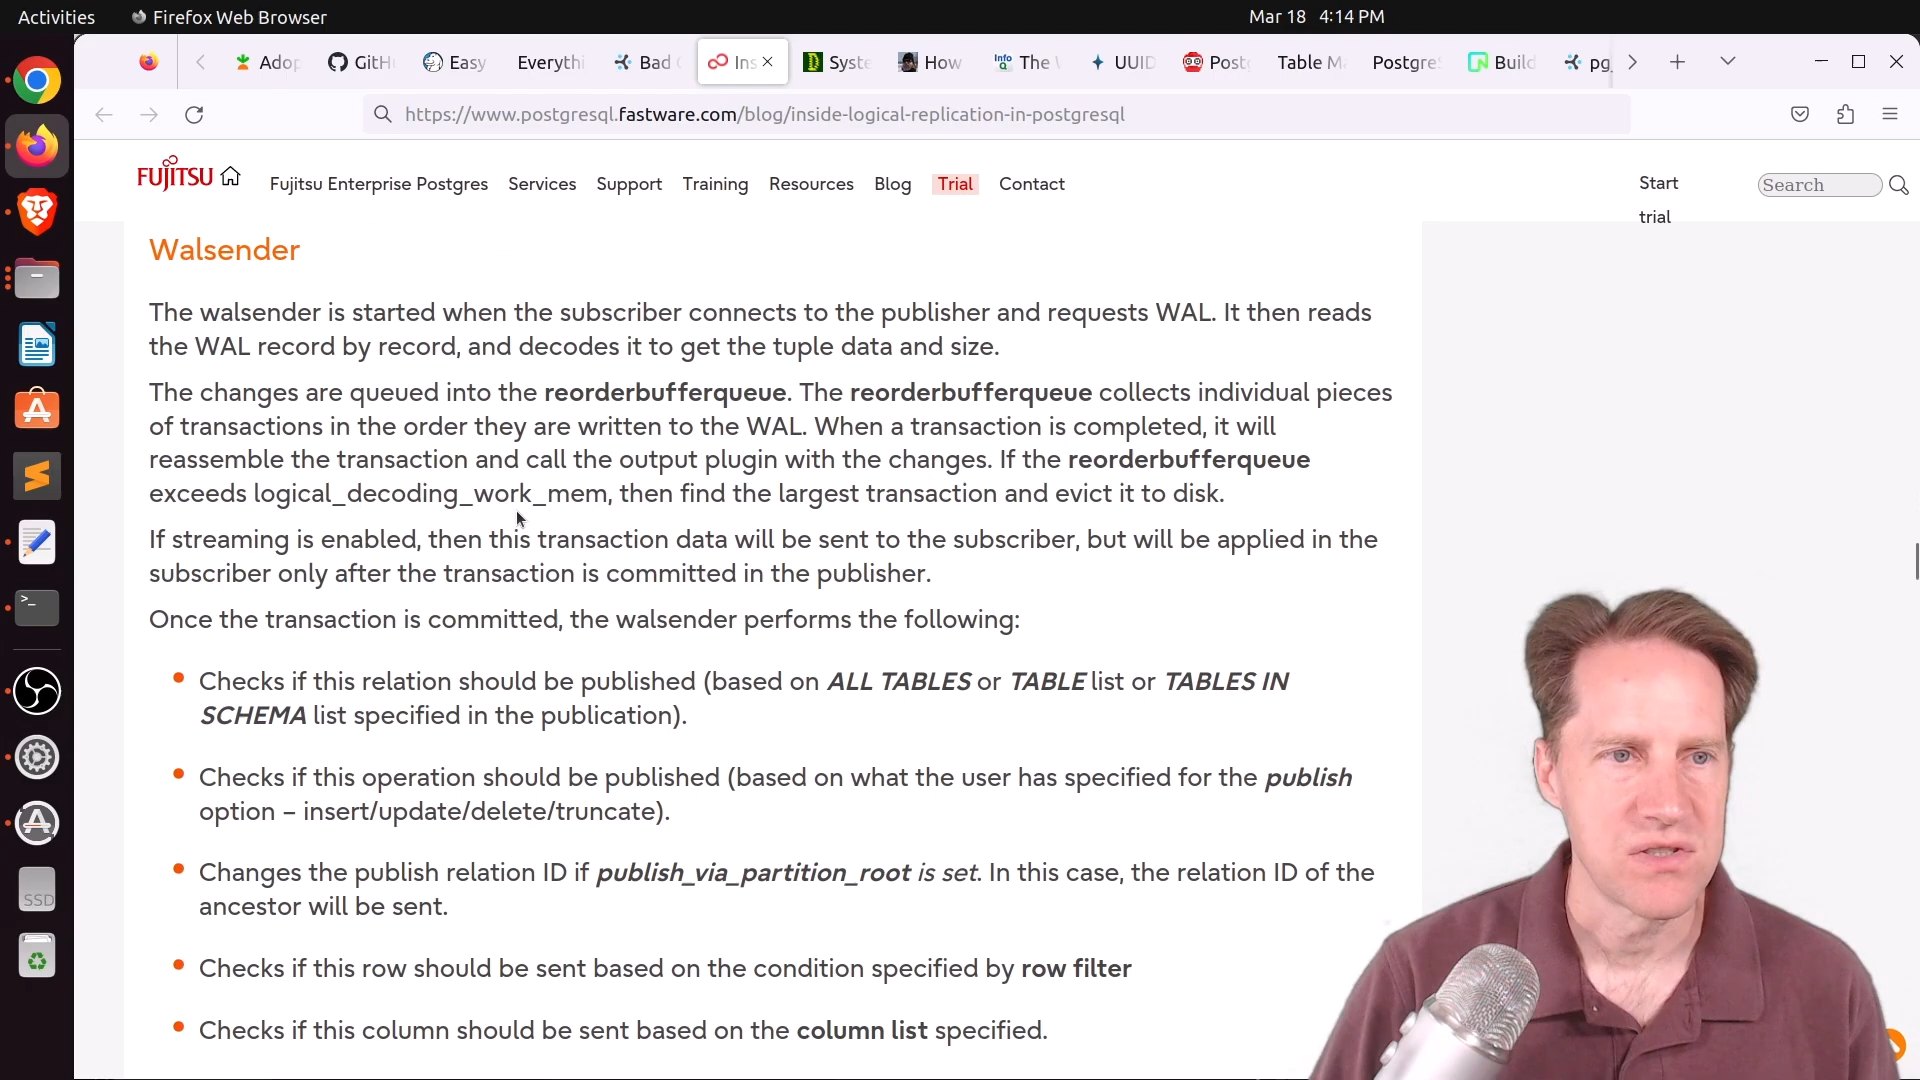 Activities
Firefox Web Browser
Mar 18 4:14 PM
Adop
GitH
Easy
Everythi
Bad
Ins
Syste
How
The
UUID
Postg
Table M
Postgre
Build
pg_
https://www.postgresql.fastware.com/blog/inside-logical-replication-in-postgresql
FUJITSU
Fujitsu Enterprise Postgres
Services
Support
Training
Resources
Blog
Trial
Contact
Start
trial
Search
Walsender
The walsender is started when the subscriber connects to the publisher and requests WAL. It then reads
the WAL record by record, and decodes it to get the tuple data and size.
The changes are queued into the reorderbufferqueue. The reorderbufferqueue collects individual pieces
of transactions in the order they are written to the WAL. When a transaction is completed, it will
reassemble the transaction and call the output plugin with the changes. If the reorderbufferqueue
exceeds logical_decoding_work_mem, then find the largest transaction and evict it to disk.
If streaming is enabled, then this transaction data will be sent to the subscriber, but will be applied in the
subscriber only after the transaction is committed in the publisher.
Once the transaction is committed, the walsender performs the following:
Checks if this relation should be published (based on ALL TABLES or TABLE list or TABLES IN
SCHEMA list specified in the publication).
Checks if this operation should be published (based on what the user has specified for the publish
option – insert/update/delete/truncate).
Changes the publish relation ID if publish_via_partition_root is set. In this case, the relation ID of the
ancestor will be sent.
Checks if this row should be sent based on the condition specified by row filter
Checks if this column should be sent based on the column list specified.
SSD